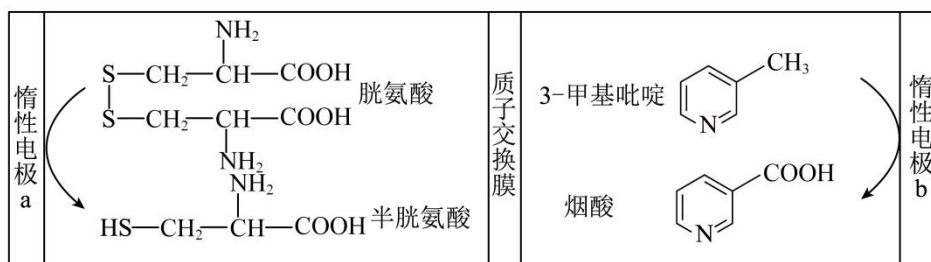 惰性电极a
NH₂
S—CH₂—CH—COOH
胱氨酸
S—CH₂—CH—COOH
NH₂
NH₂
HS—CH₂—CH—COOH 半胱氨酸
质子交换膜
3-甲基吡啶
CH₃
N
烟酸
COOH
N
惰性电极b